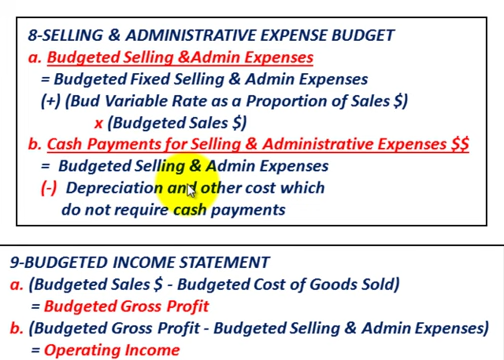 8-SELLING & ADMINISTRATIVE EXPENSE BUDGET
a. Budgeted Selling &Admin Expenses
= Budgeted Fixed Selling & Admin Expenses
(+) (Bud Variable Rate as a Proportion of Sales $)
x (Budgeted Sales $)
b. Cash Payments for Selling & Administrative Expenses $$
= Budgeted Selling & Admin Expenses
(-) Depreciation and other cost which
do not require cash payments
9-BUDGETED INCOME STATEMENT
a. (Budgeted Sales $ - Budgeted Cost of Goods Sold)
= Budgeted Gross Profit
b. (Budgeted Gross Profit - Budgeted Selling & Admin Expenses)
= Operating Income